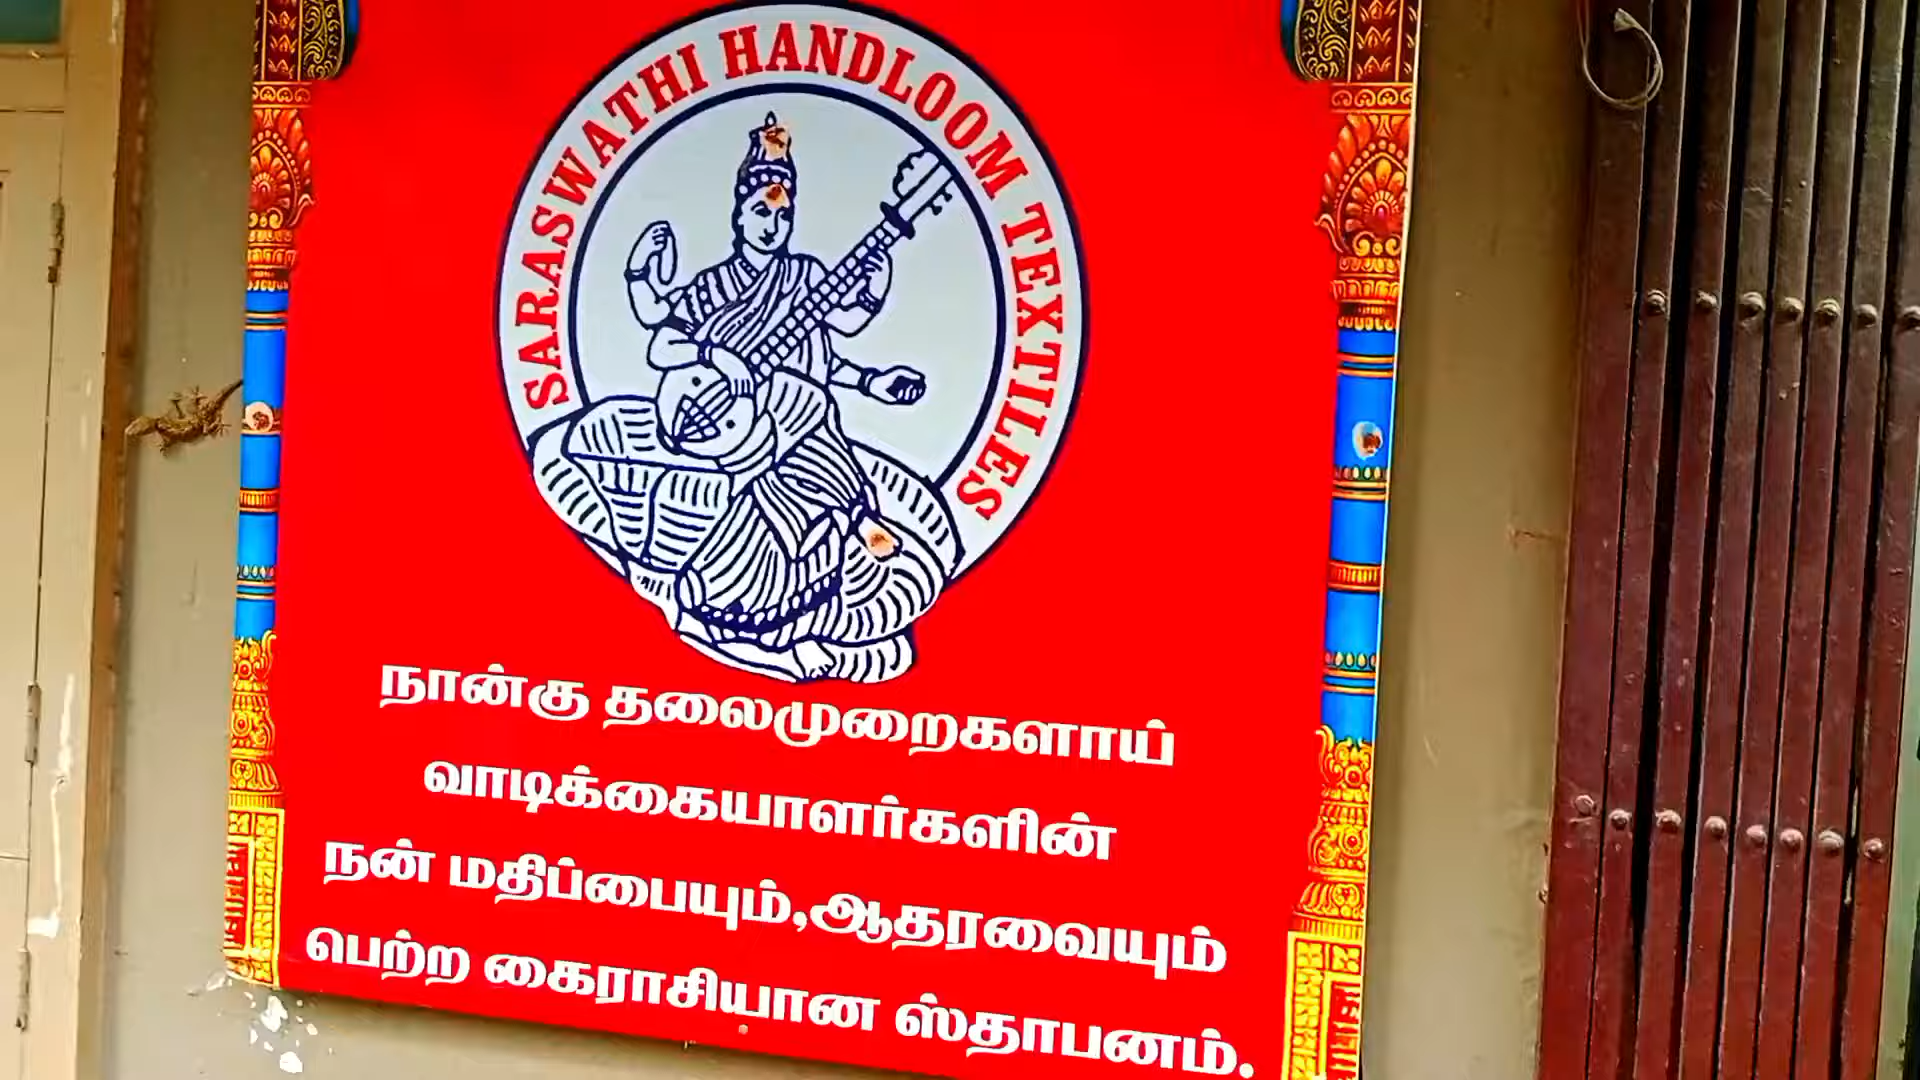 SARASWATHI HANDLOOM TEXTILES
நான்கு தலைமுறைகளாய்
வாடிக்கையாளர்களின்
நன் மதிப்பையும்,ஆதரவையும்
பெற்ற கைராசியான ஸ்தாபனம்.